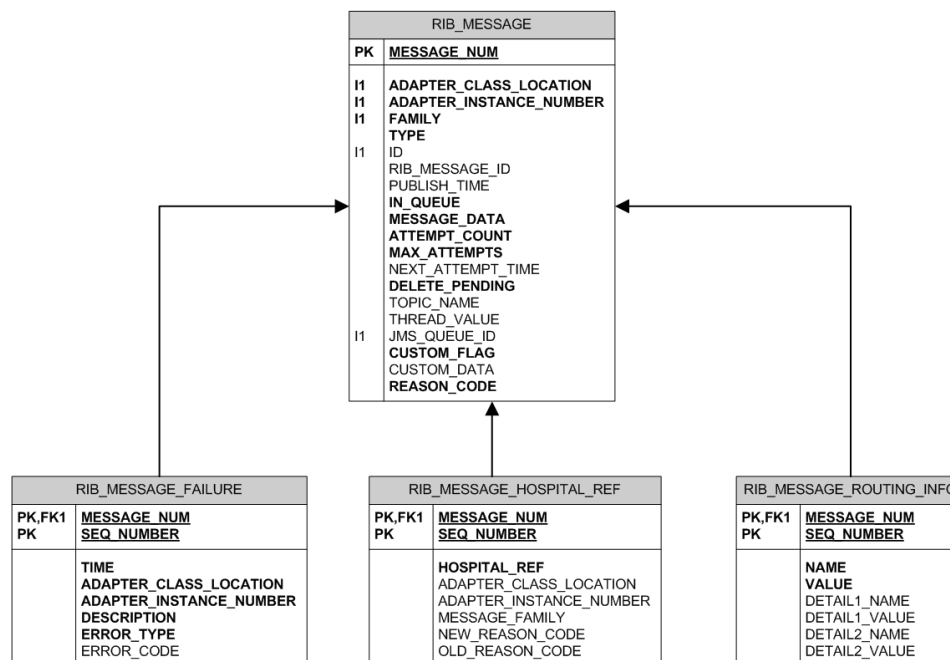 RIB_MESSAGE
PK MESSAGE_NUM
I1 ADAPTER_CLASS_LOCATION
I1 ADAPTER_INSTANCE_NUMBER
I1 FAMILY
TYPE
I1 ID
RIB_MESSAGE_ID
PUBLISH_TIME
IN_QUEUE
MESSAGE_DATA
ATTEMPT_COUNT
MAX_ATTEMPTS
NEXT_ATTEMPT_TIME
DELETE_PENDING
TOPIC_NAME
THREAD_VALUE
I1 JMS_QUEUE_ID
CUSTOM_FLAG
CUSTOM_DATA
REASON_CODE
RIB_MESSAGE_FAILURE
PK,FK1 MESSAGE_NUM
PK SEQ_NUMBER
TIME
ADAPTER_CLASS_LOCATION
ADAPTER_INSTANCE_NUMBER
DESCRIPTION
ERROR_TYPE
ERROR_CODE
RIB_MESSAGE_HOSPITAL_REF
PK,FK1 MESSAGE_NUM
PK SEQ_NUMBER
HOSPITAL_REF
ADAPTER_CLASS_LOCATION
ADAPTER_INSTANCE_NUMBER
MESSAGE_FAMILY
NEW_REASON_CODE
OLD_REASON_CODE
RIB_MESSAGE_ROUTING_INFO
PK,FK1 MESSAGE_NUM
PK SEQ_NUMBER
NAME
VALUE
DETAIL1_NAME
DETAIL1_VALUE
DETAIL2_NAME
DETAIL2_VALUE